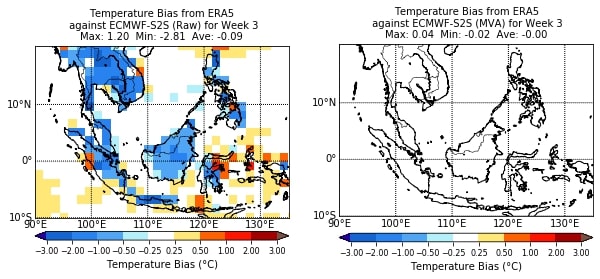 Temperature Bias from ERA5
against ECMWF-S2S (Raw) for Week 3
Max: 1.20 Min: -2.81 Ave: -0.09
10°N
0°
10°S
90°E 100°E 110°E 120°E 130°E
−3.00 −2.00 −1.00 −0.50 −0.25 0.25 0.50 1.00 2.00 3.00
Temperature Bias (°C)
Temperature Bias from ERA5
against ECMWF-S2S (MVA) for Week 3
Max: 0.04 Min: -0.02 Ave: -0.00
10°N
0°
10°S
90°E 100°E 110°E 120°E 130°E
−3.00 −2.00 −1.00 −0.50 −0.25 0.25 0.50 1.00 2.00 3.00
Temperature Bias (°C)